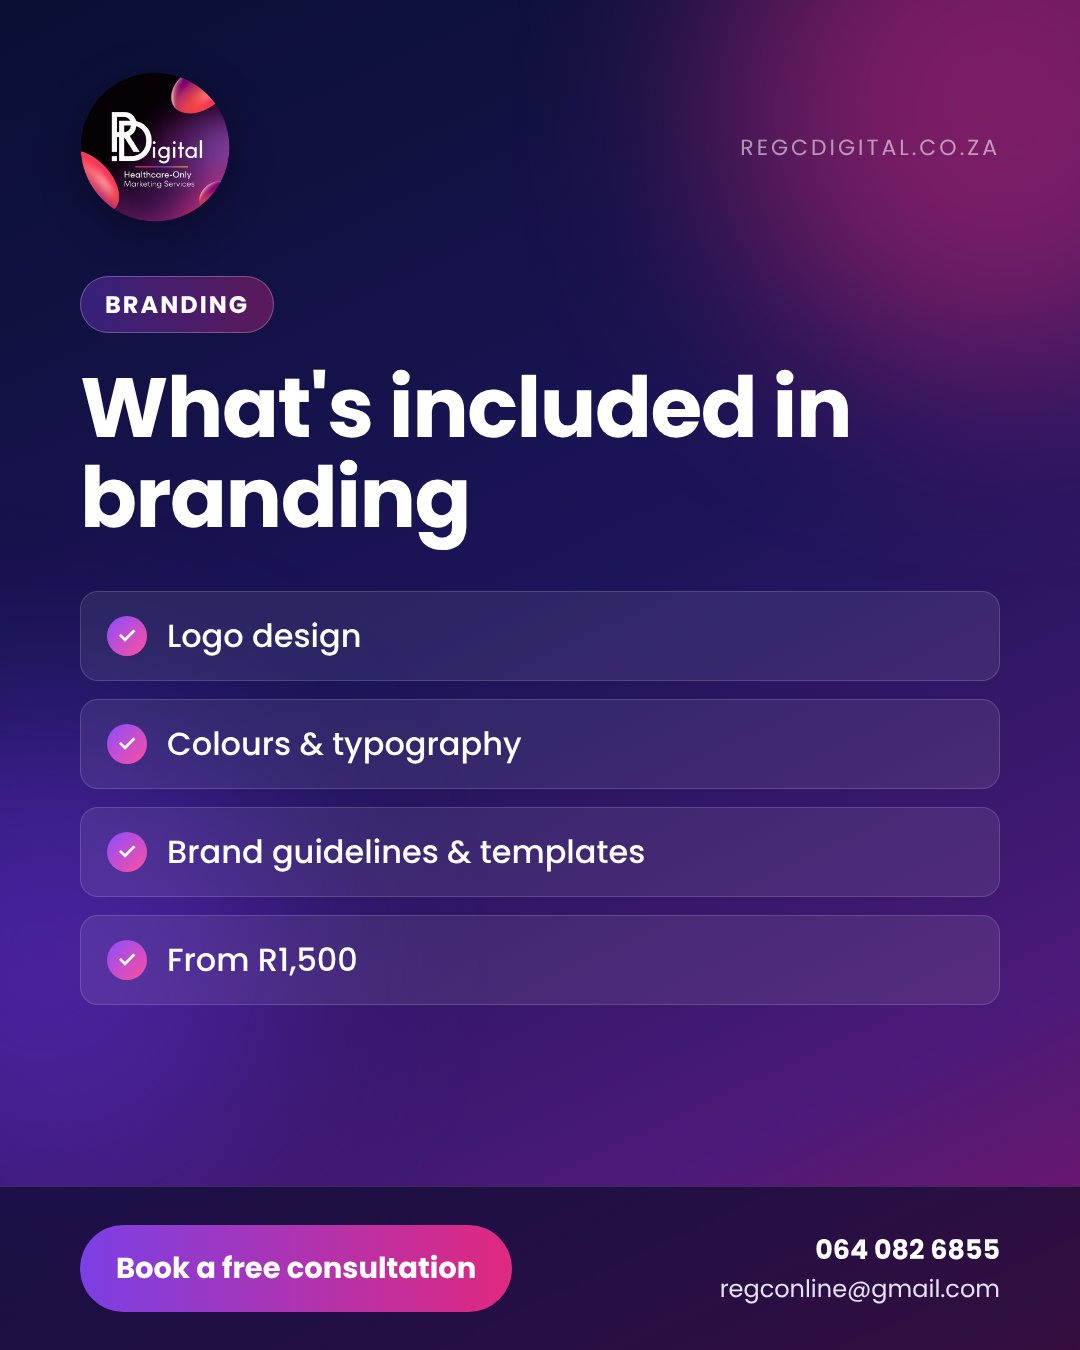 RDigital
Healthcare-Only
Marketing Services
REGCDIGITAL.CO.ZA
BRANDING
What's included in
branding
Logo design
Colours & typography
Brand guidelines & templates
From R1,500
Book a free consultation
064 082 6855
regconline@gmail.com